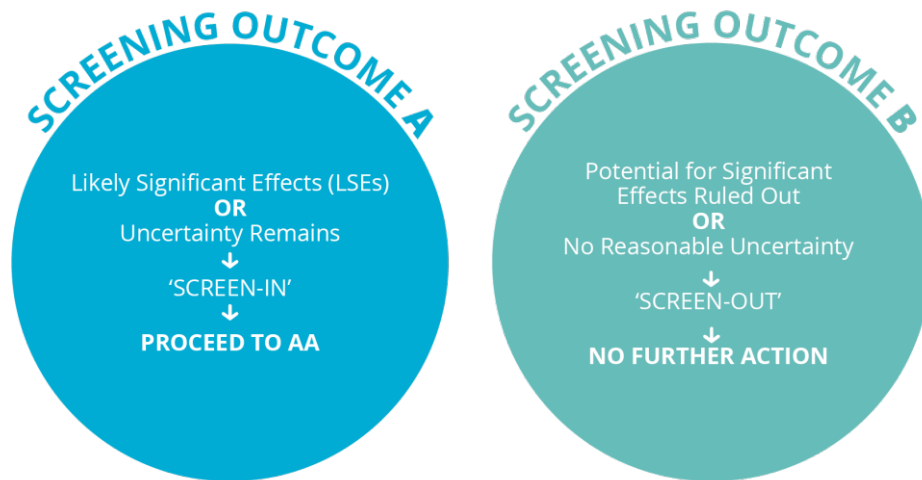 SCREENING OUTCOME A
Likely Significant Effects (LSEs)
OR
Uncertainty Remains
‘SCREEN-IN’
PROCEED TO AA
SCREENING OUTCOME B
Potential for Significant
Effects Ruled Out
OR
No Reasonable Uncertainty
‘SCREEN-OUT’
NO FURTHER ACTION